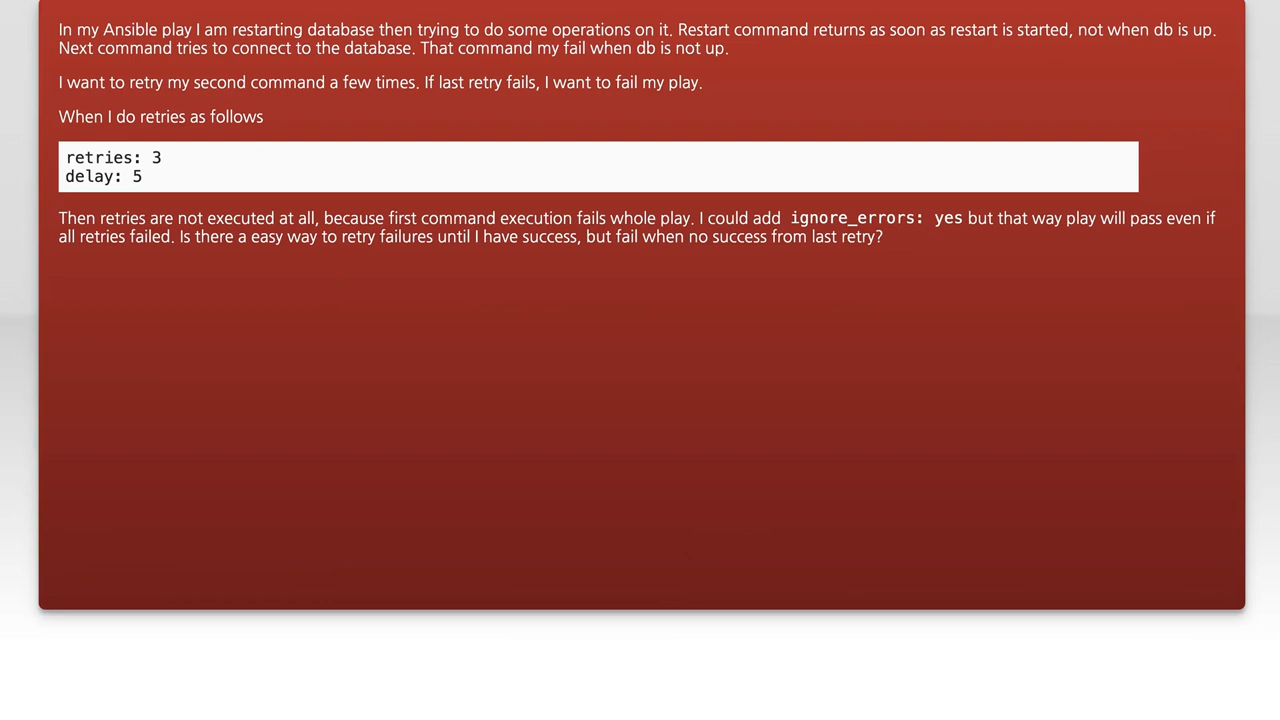 In my Ansible play I am restarting database then trying to do some operations on it. Restart command returns as soon as restart is started, not when db is up.
Next command tries to connect to the database. That command my fail when db is not up.
I want to retry my second command a few times. If last retry fails, I want to fail my play.
When I do retries as follows
retries: 3
delay: 5
Then retries are not executed at all, because first command execution fails whole play. I could add ignore_errors: yes but that way play will pass even if
all retries failed. Is there a easy way to retry failures until I have success, but fail when no success from last retry?